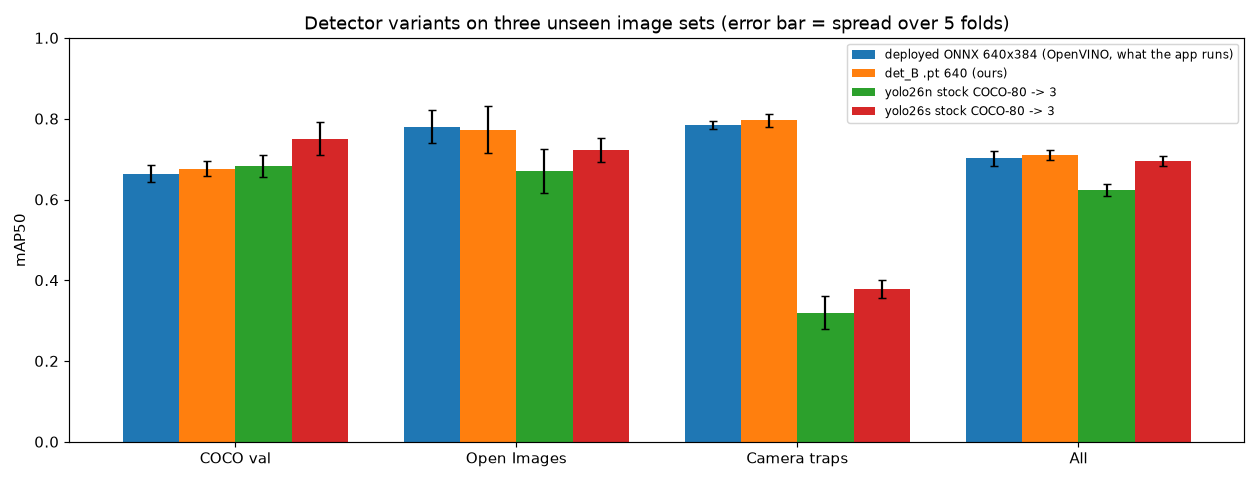 Detector variants on three unseen image sets (error bar = spread over 5 folds)
deployed ONNX 640x384 (OpenVINO, what the app runs)
det_B .pt 640 (ours)
yolo26n stock COCO-80 -> 3
yolo26s stock COCO-80 -> 3
mAP50
1.0
0.8
0.6
0.4
0.2
0.0
COCO val
Open Images
Camera traps
All